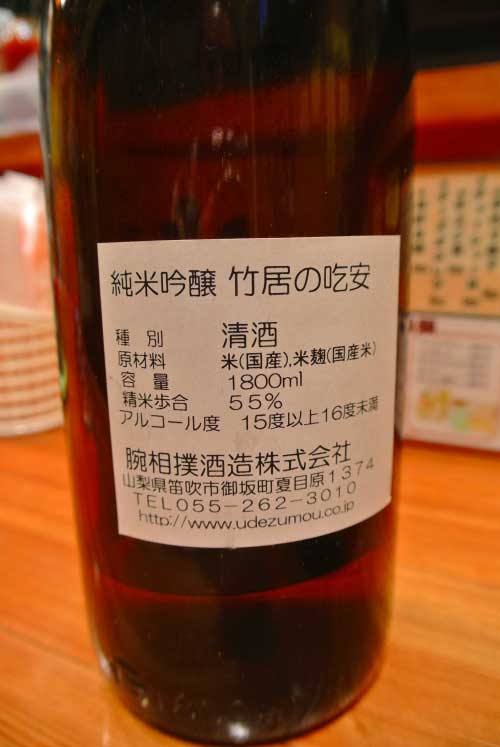 純米吟醸 竹居の吃安
種別 清酒
原材料 米(国産),米麹(国産米)
容量 1800ml
精米歩合 55%
アルコール度 15度以上16度未満
腕相撲酒造株式会社
山梨県笛吹市御坂町夏目原1374
TEL055-262-3010
http://www.udezumou.co.jp